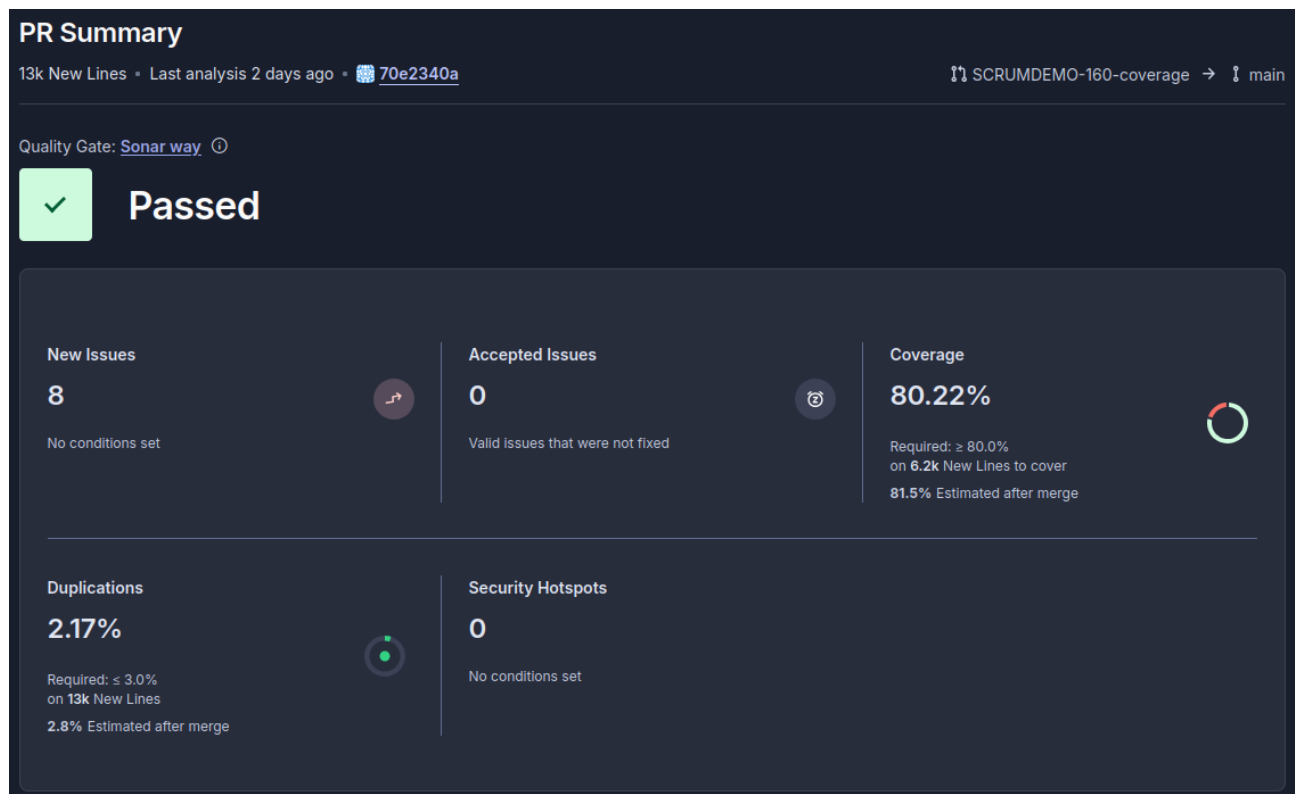 PR Summary
13k New Lines • Last analysis 2 days ago • 70e2340a
SCRUMDEMO-160-coverage → main
Quality Gate: Sonar way
Passed
New Issues
8
No conditions set
Accepted Issues
0
Valid issues that were not fixed
Coverage
80.22%
Required: ≥ 80.0%
on 6.2k New Lines to cover
81.5% Estimated after merge
Duplications
2.17%
Required: ≤ 3.0%
on 13k New Lines
2.8% Estimated after merge
Security Hotspots
0
No conditions set